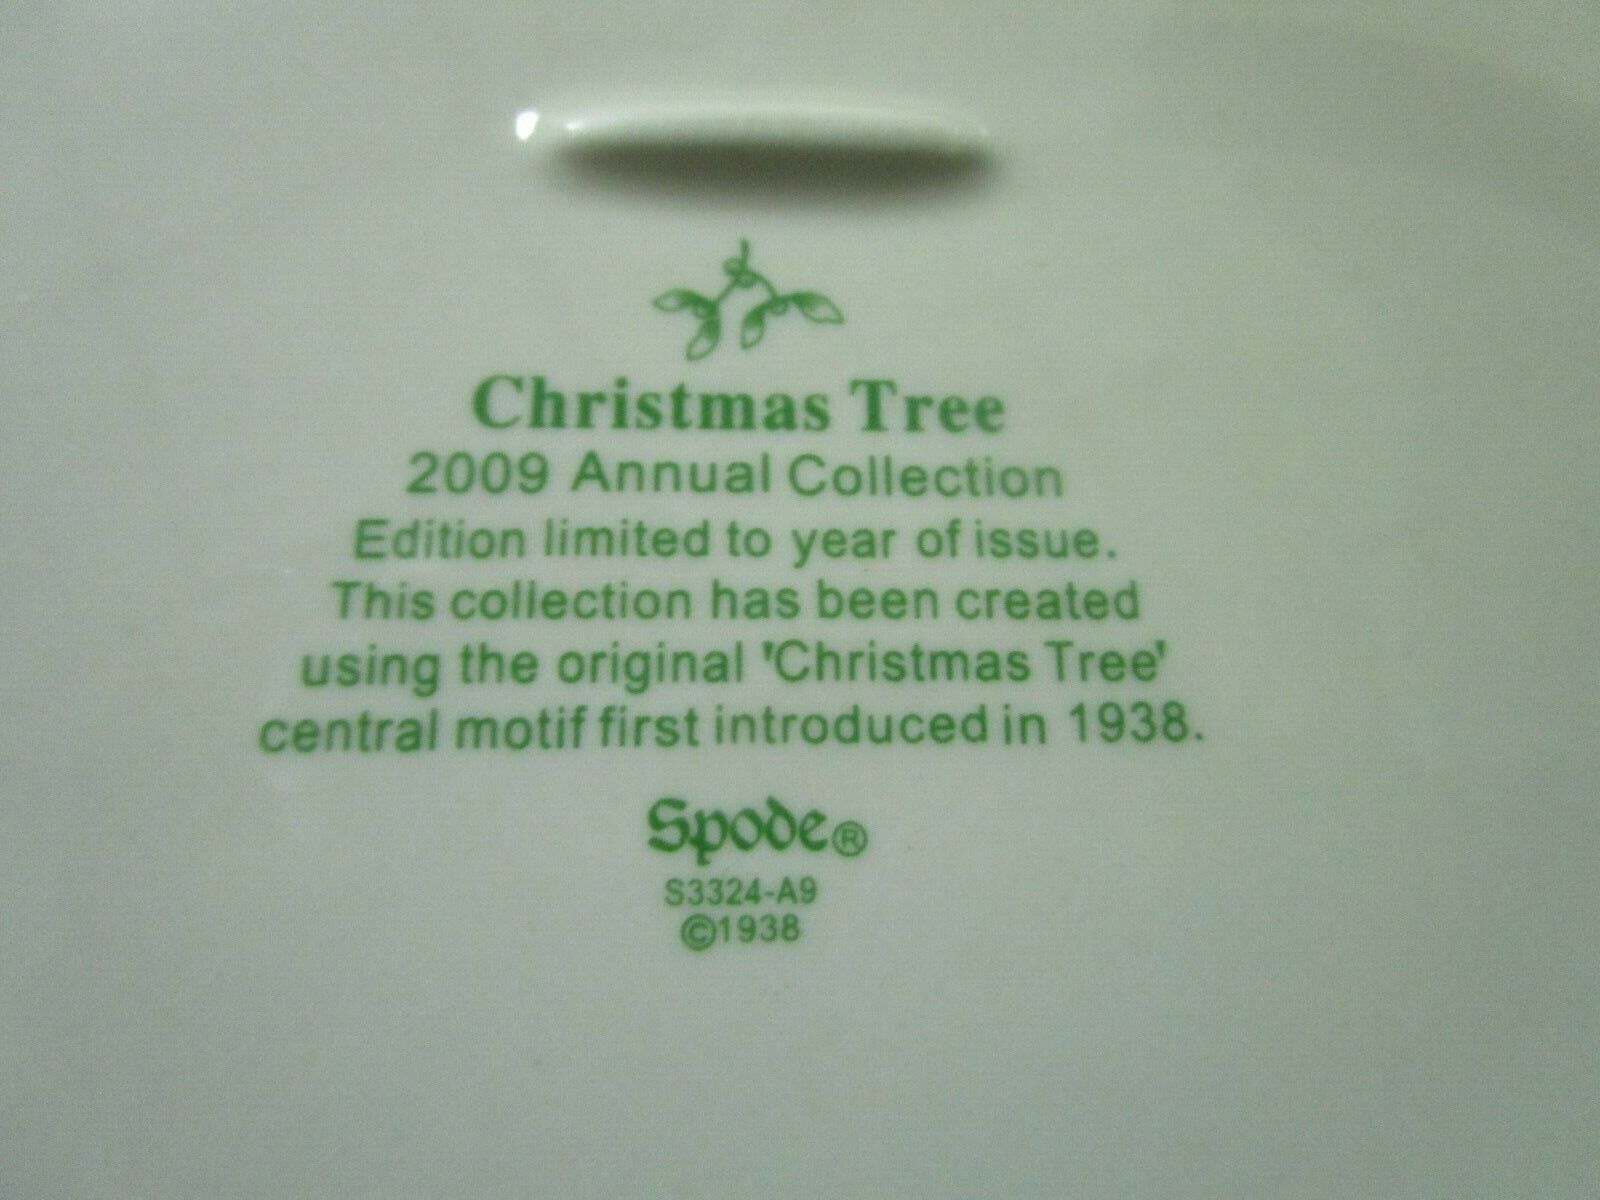 Christmas Tree
2009 Annual Collection
Edition limited to year of issue.
This collection has been created
using the original 'Christmas Tree'
central motif first introduced in 1938.
Spode®
S3324-A9
©1938